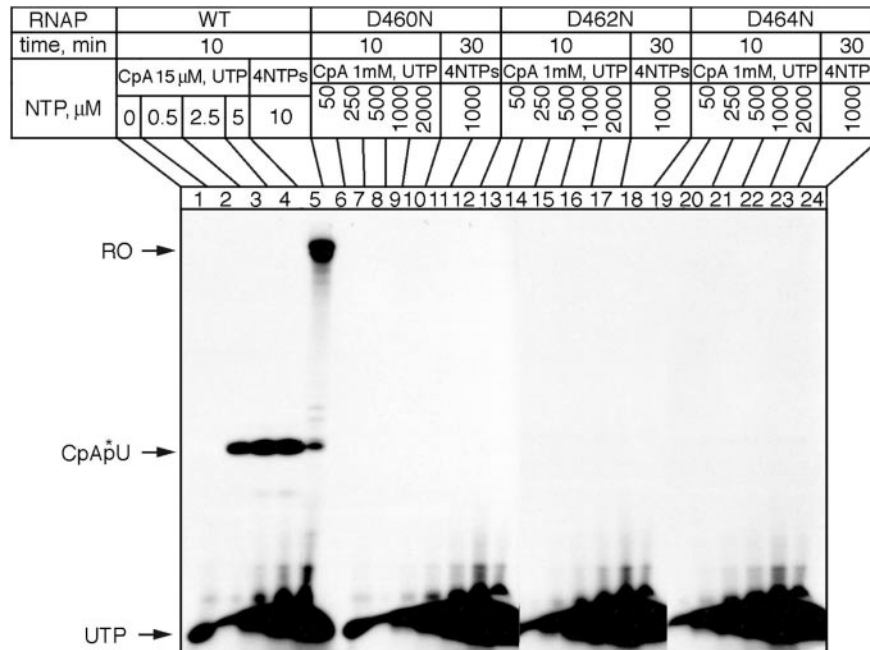 RNAP WT D460N D462N D464N
time, min 10 10 30 10 30 10 30
CpA 15 μM, UTP 4NTPs CpA 1mM, UTP 4NTPs CpA 1mM, UTP 4NTPs CpA 1mM, UTP 4NTP
NTP, μM 0 0.5 2.5 5 10 50 250 500 1000 2000 1000 50 250 500 1000 2000 1000 50 250 500 1000 2000 1000
1 2 3 4 5 6 7 8 9 10 11 12 13 14 15 16 17 18 19 20 21 22 23 24
RO
CpAp*U
UTP